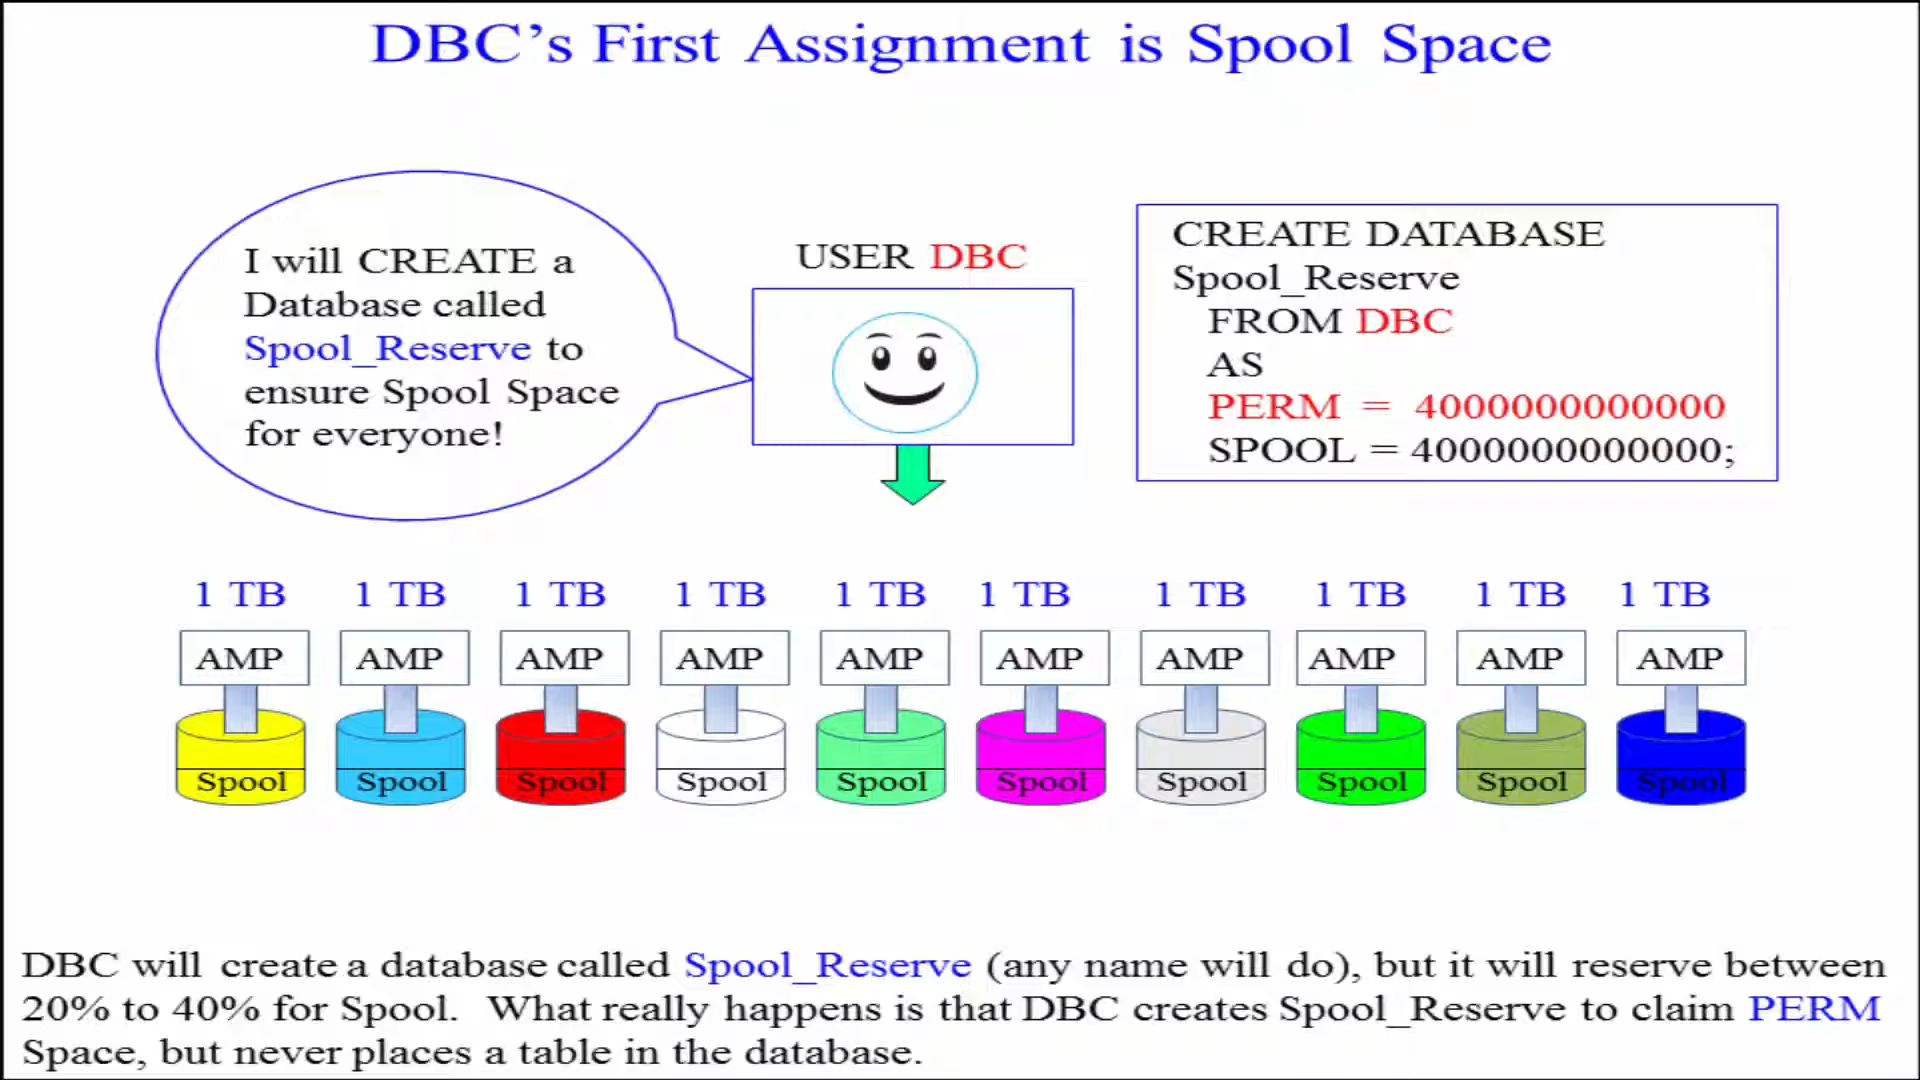 DBC's First Assignment is Spool Space
I will CREATE a
Database called
Spool_Reserve to
ensure Spool Space
for everyone!
USER DBC
CREATE DATABASE
Spool_Reserve
FROM DBC
AS
PERM = 4000000000000
SPOOL = 4000000000000;
1 TB 1 TB 1 TB 1 TB 1 TB 1 TB 1 TB 1 TB 1 TB 1 TB
AMP AMP AMP AMP AMP AMP AMP AMP AMP AMP
Spool Spool Spool Spool Spool Spool Spool Spool Spool Spool
DBC will create a database called Spool_Reserve (any name will do), but it will reserve between
20% to 40% for Spool. What really happens is that DBC creates Spool_Reserve to claim PERM
Space, but never places a table in the database.